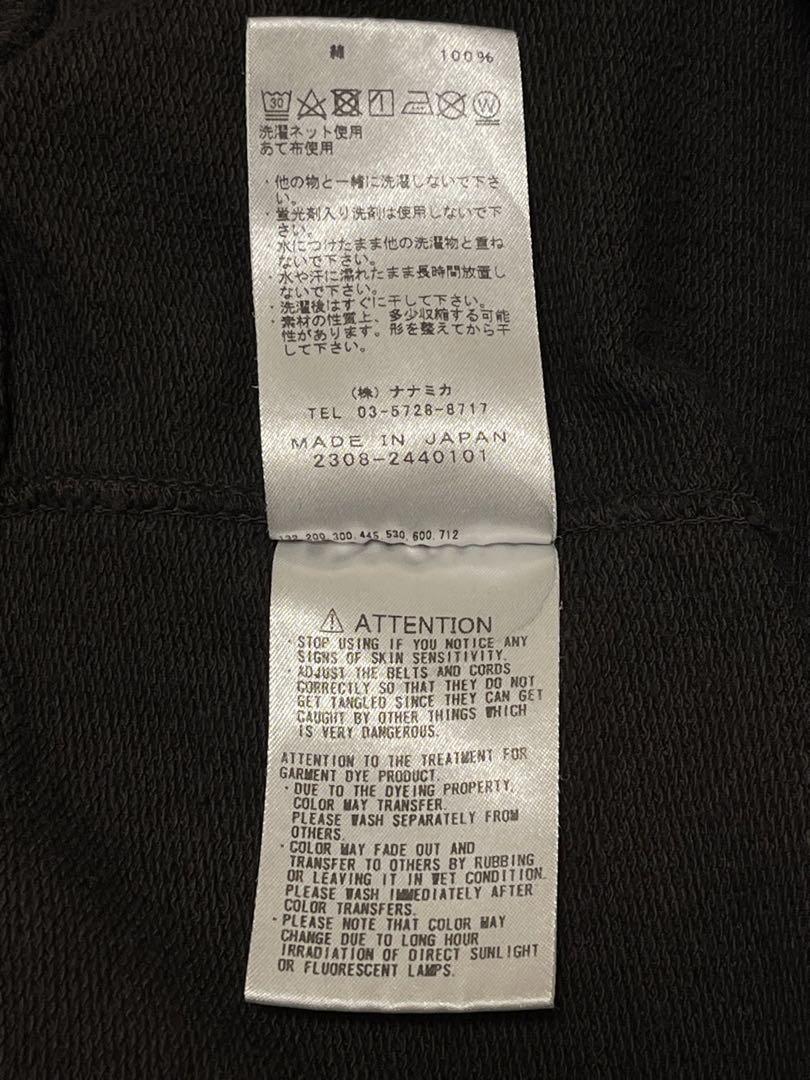 綿 100%
30 W
洗濯ネット使用
あて布使用
・他の物と一緒に洗濯しないで下さ
い。
・蛍光剤入り洗剤は使用しないで下
さい。
・水につけたまま他の洗濯物と重ね
ないで下さい。
・水や汗に濡れたまま長時間放置し
ないで下さい。
・洗濯後はすぐに干して下さい。
・素材の性質上、多少収縮する可能
性があります。形を整えてから干
して下さい。
(株) ナナミカ
TEL 03-5728-8717
MADE IN JAPAN
2308-2440101
200.300.445.530.600.712
⚠ ATTENTION
・STOP USING IF YOU NOTICE ANY
SIGNS OF SKIN SENSITIVITY.
・ADJUST THE BELTS AND CORDS
CORRECTLY SO THAT THEY DO NOT
GET TANGLED SINCE THEY CAN GET
CAUGHT BY OTHER THINGS WHICH
IS VERY DANGEROUS.
ATTENTION TO THE TREATMENT FOR
GARMENT DYE PRODUCT.
・DUE TO THE DYEING PROPERTY,
COLOR MAY TRANSFER.
PLEASE WASH SEPARATELY FROM
OTHERS.
・COLOR MAY FADE OUT AND
TRANSFER TO OTHERS BY RUBBING
OR LEAVING IT IN WET CONDITION.
PLEASE WASH IMMEDIATELY AFTER
COLOR TRANSFERS.
・PLEASE NOTE THAT COLOR MAY
CHANGE DUE TO LONG HOUR
IRRADIATION OF DIRECT SUNLIGHT
OR FLUORESCENT LAMPS.